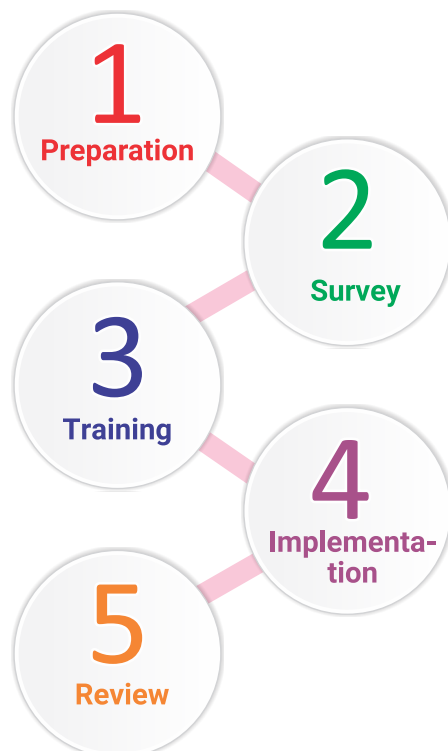 1
Preparation
2
Survey
3
Training
4
Implementa-
tion
5
Review